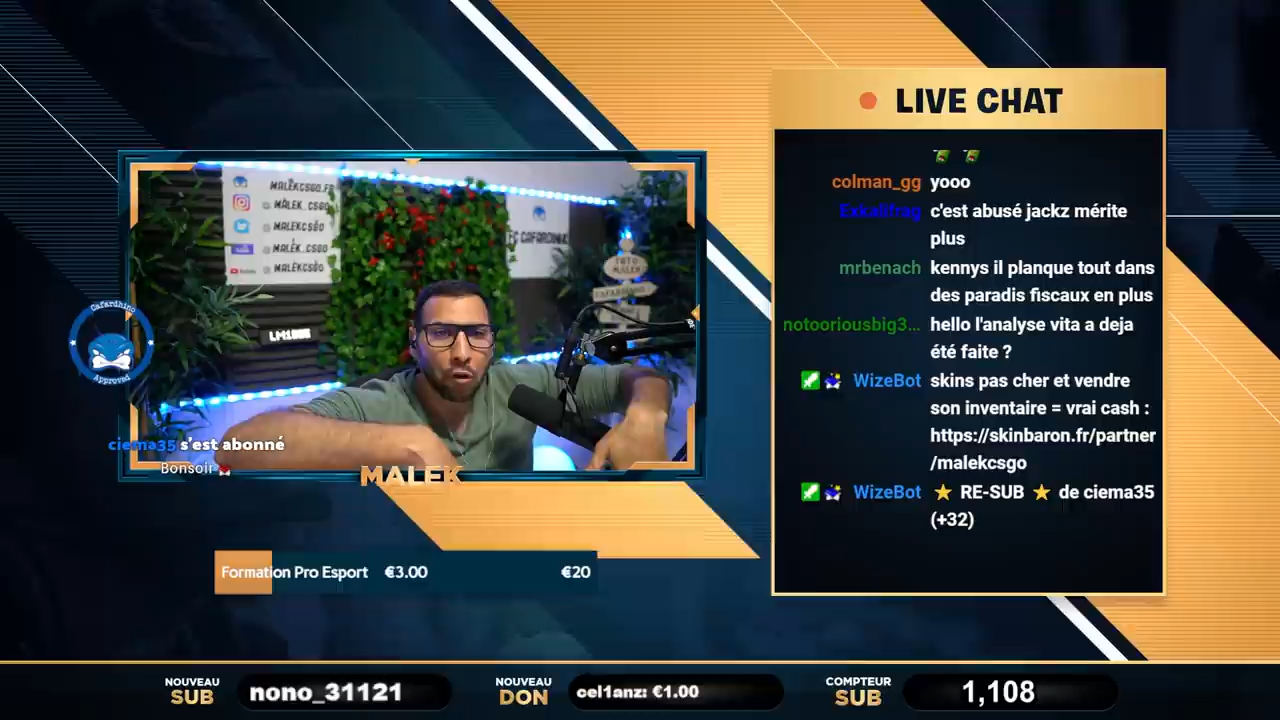 LIVE CHAT
colman_gg yooo
Exkalifrag c'est abusé jackz mérite
plus
mrbenach kennys il planque tout dans
des paradis fiscaux en plus
notooriousbig3... hello l'analyse vita a deja
été faite ?
WizeBot skins pas cher et vendre
son inventaire = vrai cash :
https://skinbaron.fr/partner
/malekcsgo
WizeBot RE-SUB de ciema35
(+32)
MALEKCSGO.FR
@MALEK_CSGO
@MALEKCSGO
@MALEK_CSGO
@MALEKCSGO
TATO
MALEK
Cafardhino
Approved
ciema35 s'est abonné
Bonsoir
MALEK
Formation Pro Esport €3.00 €20
NOUVEAU
SUB
nono_31121
NOUVEAU
DON
cel1anz: €1.00
COMPTEUR
SUB
1,108